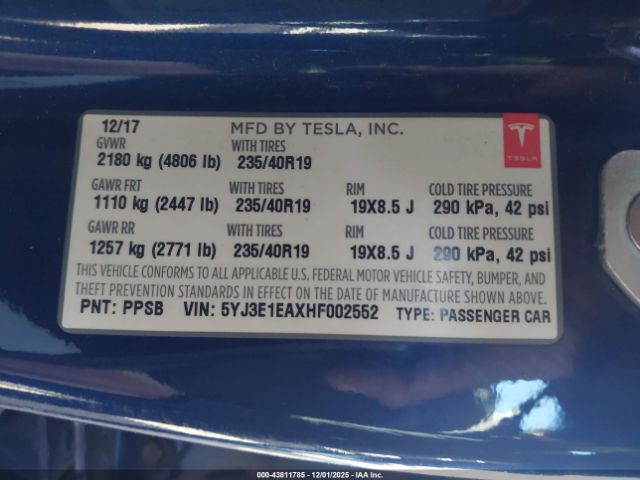 12/17 MFD BY TESLA, INC.
GVWR WITH TIRES
2180 kg (4806 lb) 235/40R19
TESLA
GAWR FRT WITH TIRES RIM COLD TIRE PRESSURE
1110 kg (2447 lb) 235/40R19 19X8.5 J 290 kPa, 42 psi
GAWR RR WITH TIRES RIM COLD TIRE PRESSURE
1257 kg (2771 lb) 235/40R19 19X8.5 J 290 kPa, 42 psi
THIS VEHICLE CONFORMS TO ALL APPLICABLE U.S. FEDERAL MOTOR VEHICLE SAFETY, BUMPER, AND
THEFT PREVENTION STANDARDS IN EFFECT ON THE DATE OF MANUFACTURE SHOWN ABOVE.
PNT: PPSB VIN: 5YJ3E1EAXHF002552 TYPE: PASSENGER CAR
000-43811785 - 12/01/2025 - IAA, Inc.